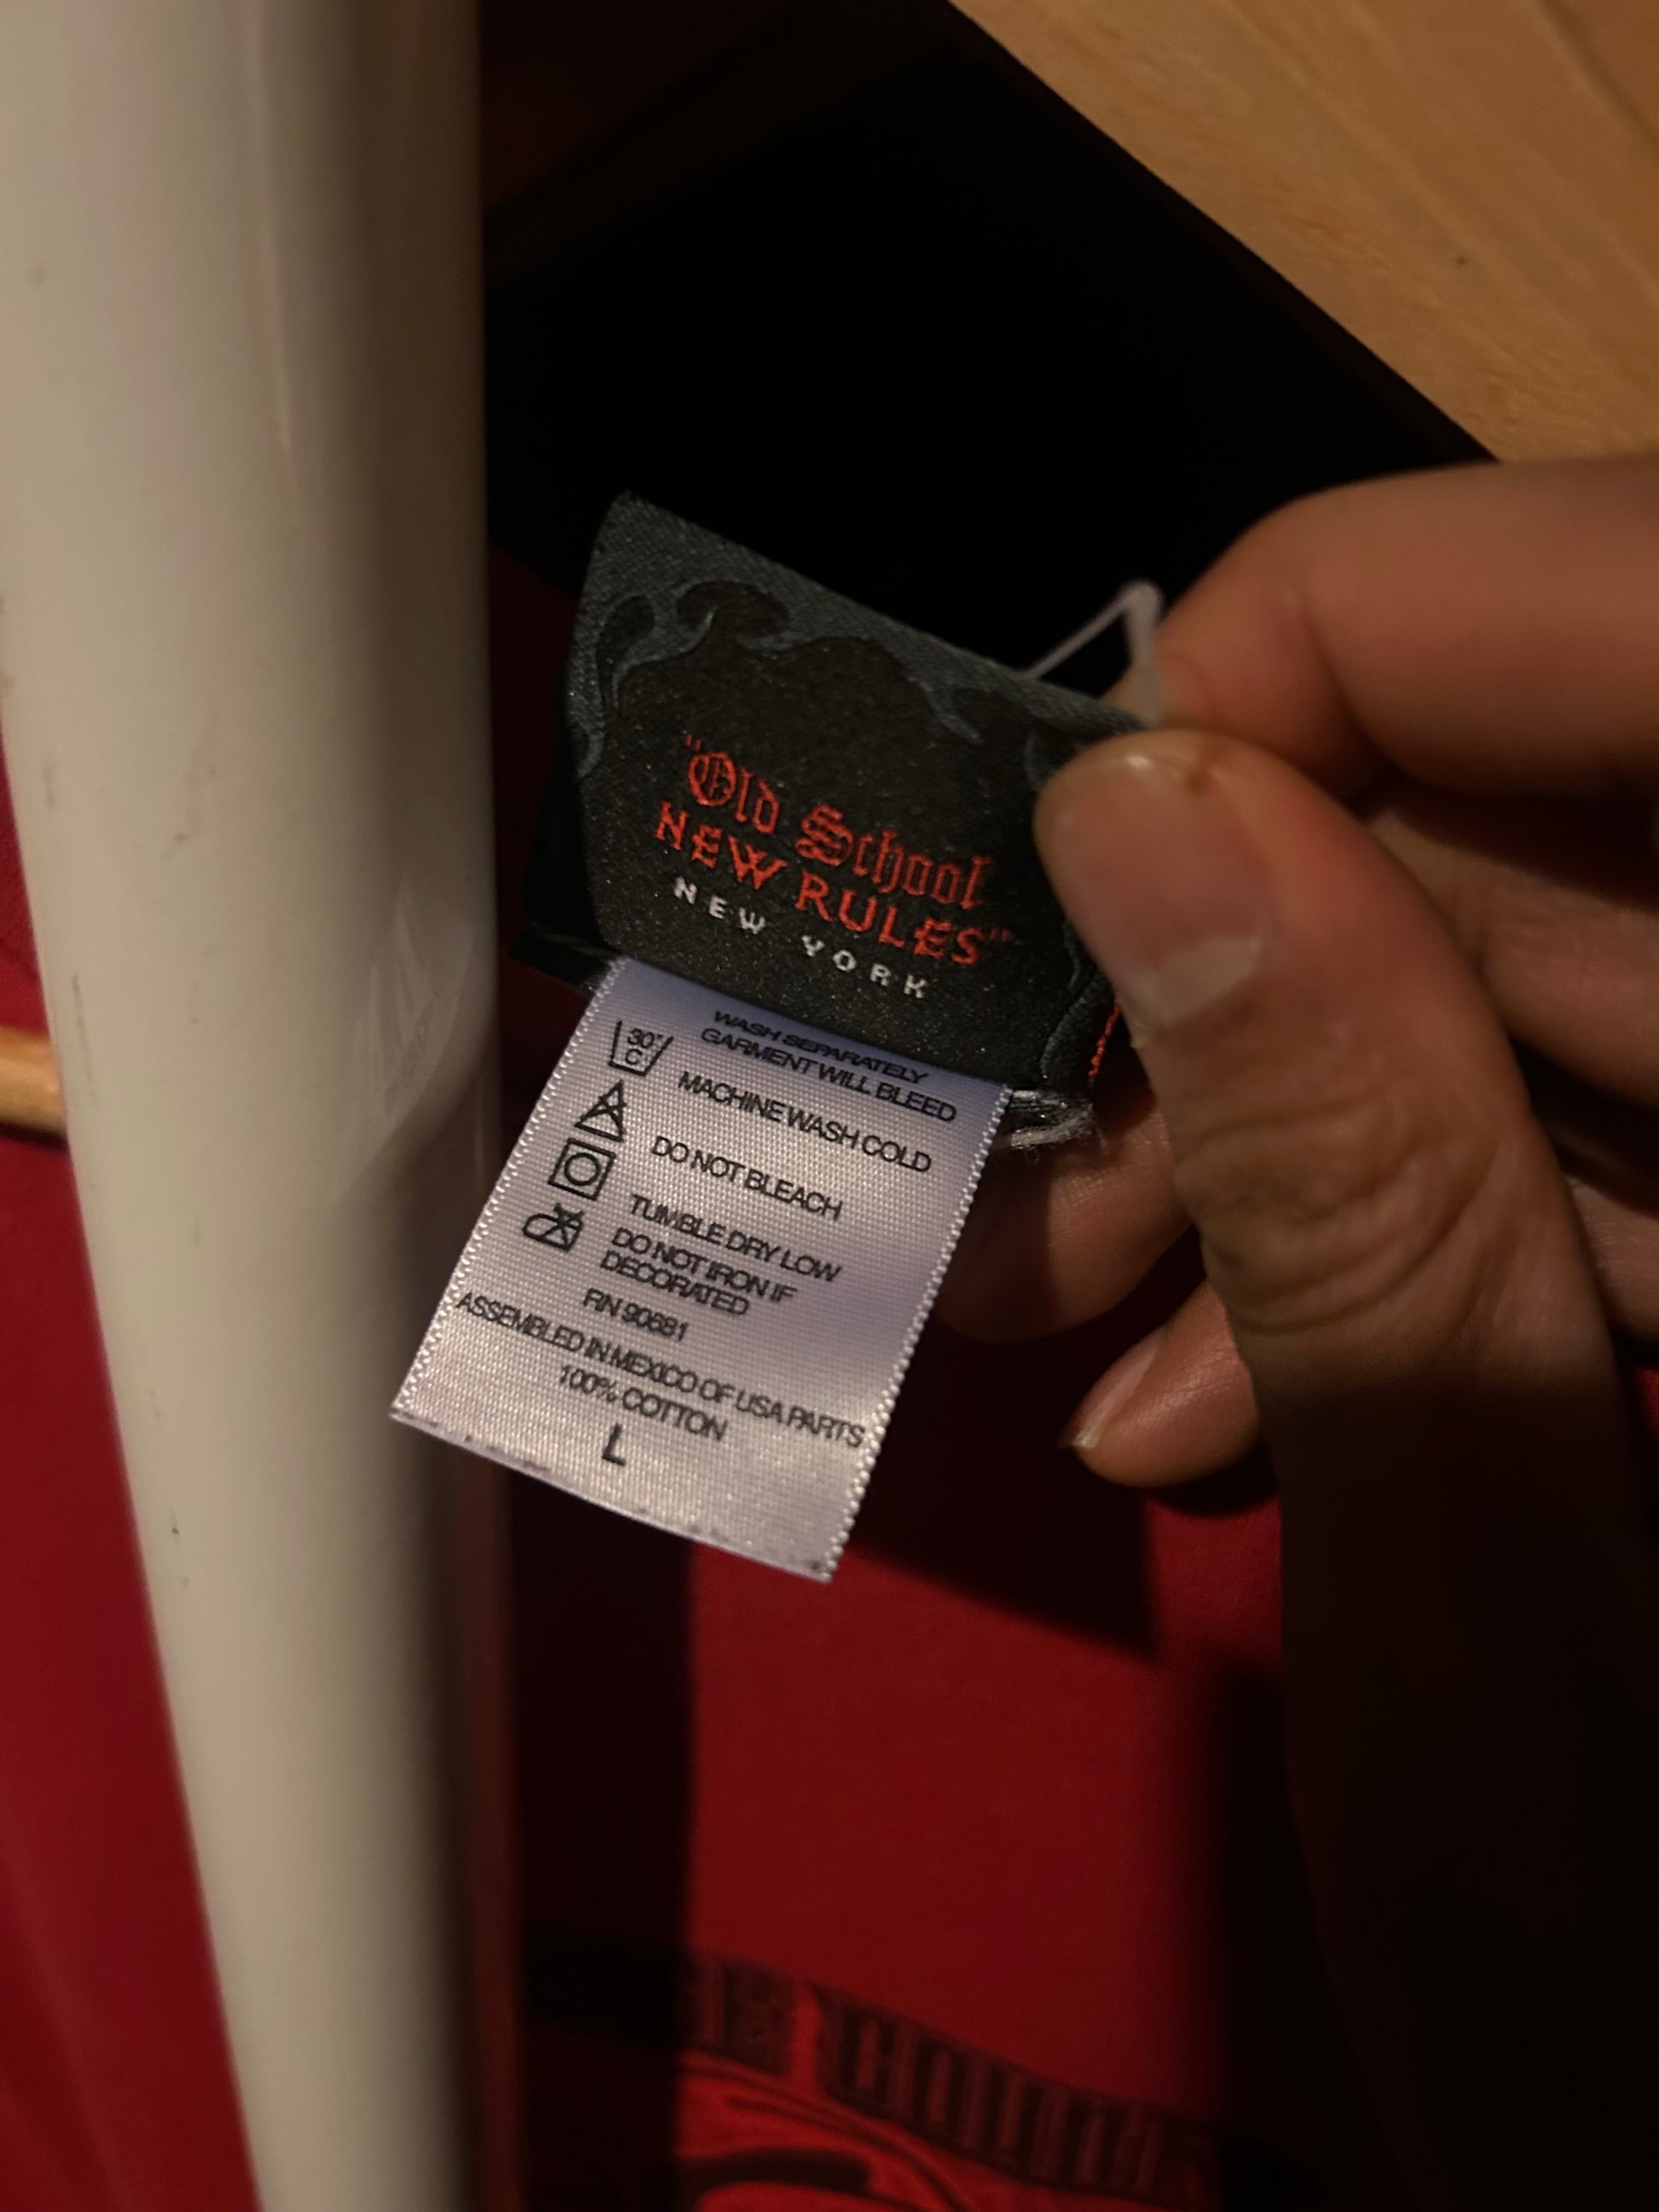 "Old School
NEW RULES"
NEW YORK
WASH SEPARATELY
GARMENT WILL BLEED
30°
C
MACHINE WASH COLD
DO NOT BLEACH
TUMBLE DRY LOW
DO NOT IRON IF
DECORATED
RN 90681
ASSEMBLED IN MEXICO OF USA PARTS
100% COTTON
L